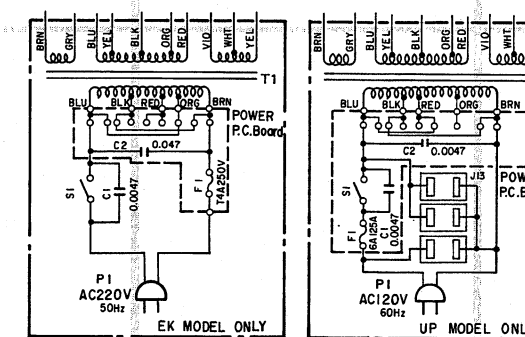 BRN GRY BLU YEL BLK ORG RED VIO WHT YEL
T1
BLU BLK RED ORG BRN
POWER
P.C.Board
C2 0.047
S1
C1
0.0047
F1
T4A250V
P1
AC220V
50Hz
EK MODEL ONLY
BRN GRY BLU YEL BLK ORG RED VIO WHT
BLU BLK RED ORG BRN
C2 0.0047
J13
POW
P.C.B
S1
C1
0.0047
F1
6A125A
P1
AC120V
60Hz
UP MODEL ONL